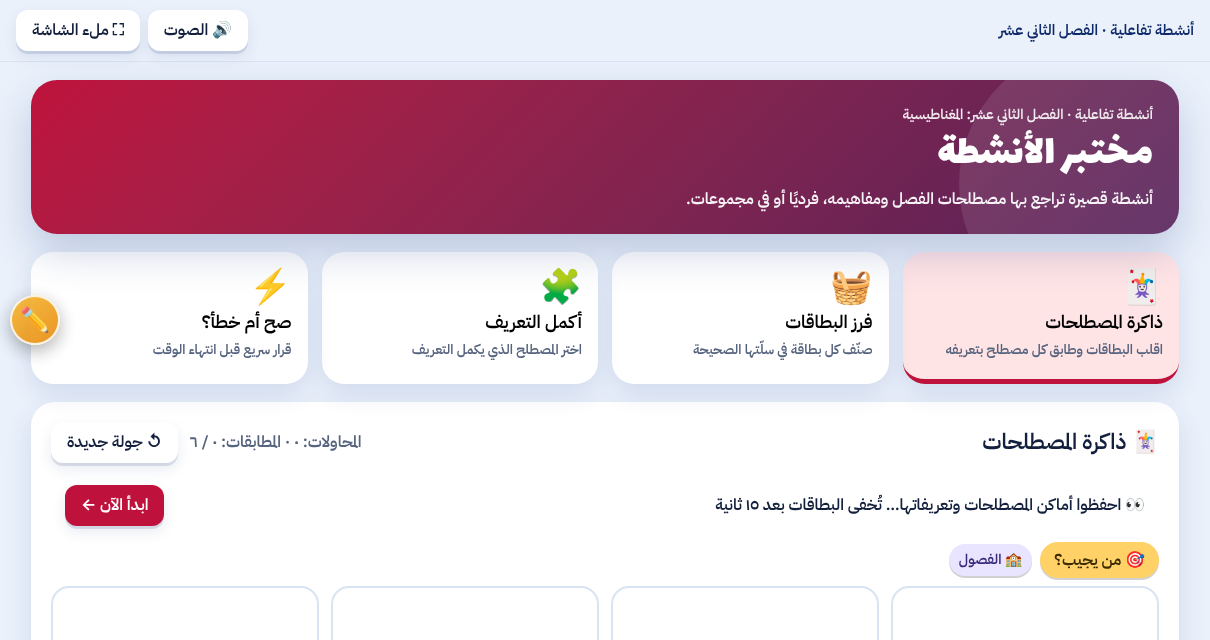 أنشطة تفاعلية · الفصل الثاني عشر
🔊 الصوت
⛶ ملء الشاشة
أنشطة تفاعلية · الفصل الثاني عشر: المغناطيسية
مختبر الأنشطة
أنشطة قصيرة تراجع بها مصطلحات الفصل ومفاهيمه، فرديًا أو في مجموعات.
ذاكرة المصطلحات
اقلب البطاقات وطابق كل مصطلح بتعريفه
فرز البطاقات
صنّف كل بطاقة في سلّتها الصحيحة
أكمل التعريف
اختر المصطلح الذي يكمل التعريف
صح أم خطأ؟
قرار سريع قبل انتهاء الوقت
🃏 ذاكرة المصطلحات
المحاولات: ٠ · المطابقات: ٠ / ٦
↺ جولة جديدة
👀 احفظوا أماكن المصطلحات وتعريفاتها... تُخفى البطاقات بعد ١٥ ثانية
ابدأ الآن ←
🎯 من يجيب؟
🏫 الفصول